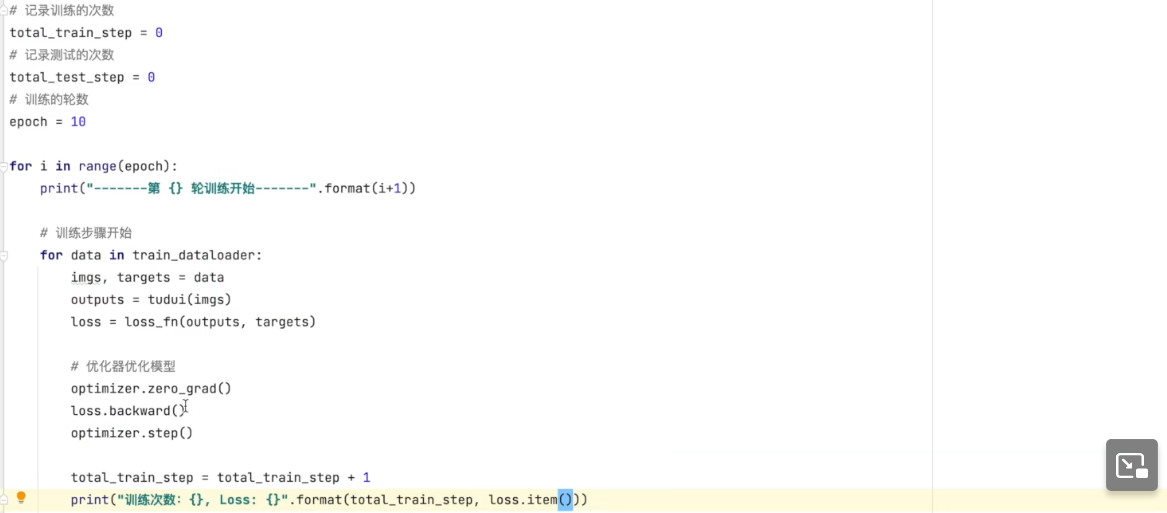 # 记录训练的次数
total_train_step = 0
# 记录测试的次数
total_test_step = 0
# 训练的轮数
epoch = 10
for i in range(epoch):
print("-------第 {} 轮训练开始-------".format(i+1))
# 训练步骤开始
for data in train_dataloader:
imgs, targets = data
outputs = tudui(imgs)
loss = loss_fn(outputs, targets)
# 优化器优化模型
optimizer.zero_grad()
loss.backward()
optimizer.step()
total_train_step = total_train_step + 1
print("训练次数: {}, Loss: {}".format(total_train_step, loss.item()))